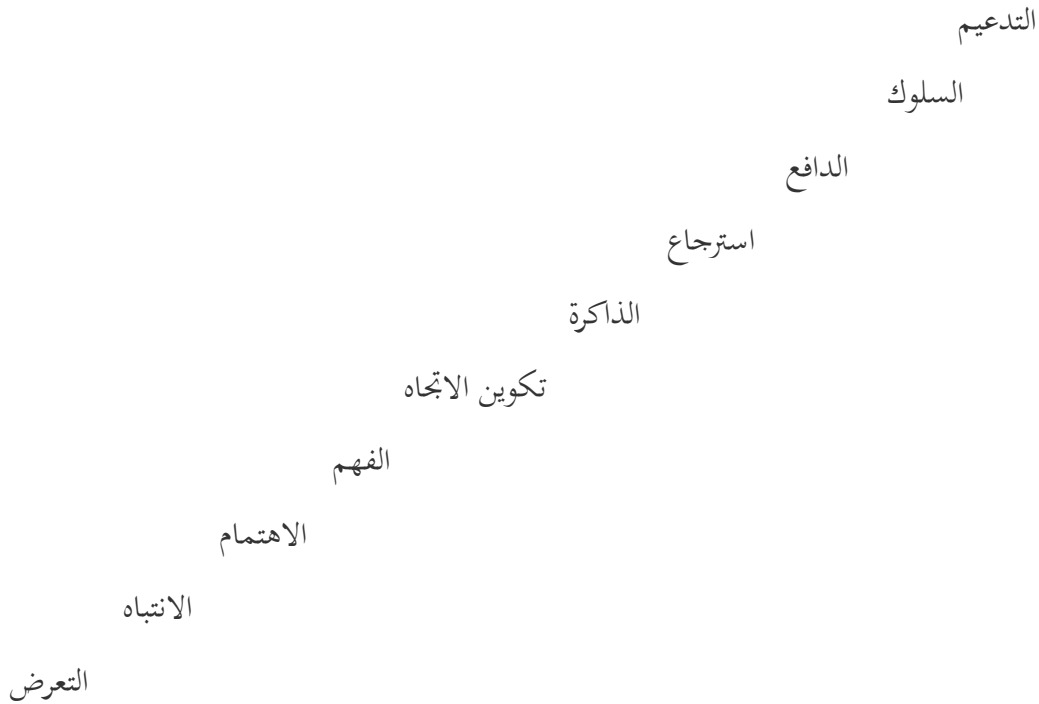 التدعيم
السلوك
الدافع
استرجاع
الذاكرة
تكوين الاتجاه
الفهم
الاهتمام
الانتباه
التعرض